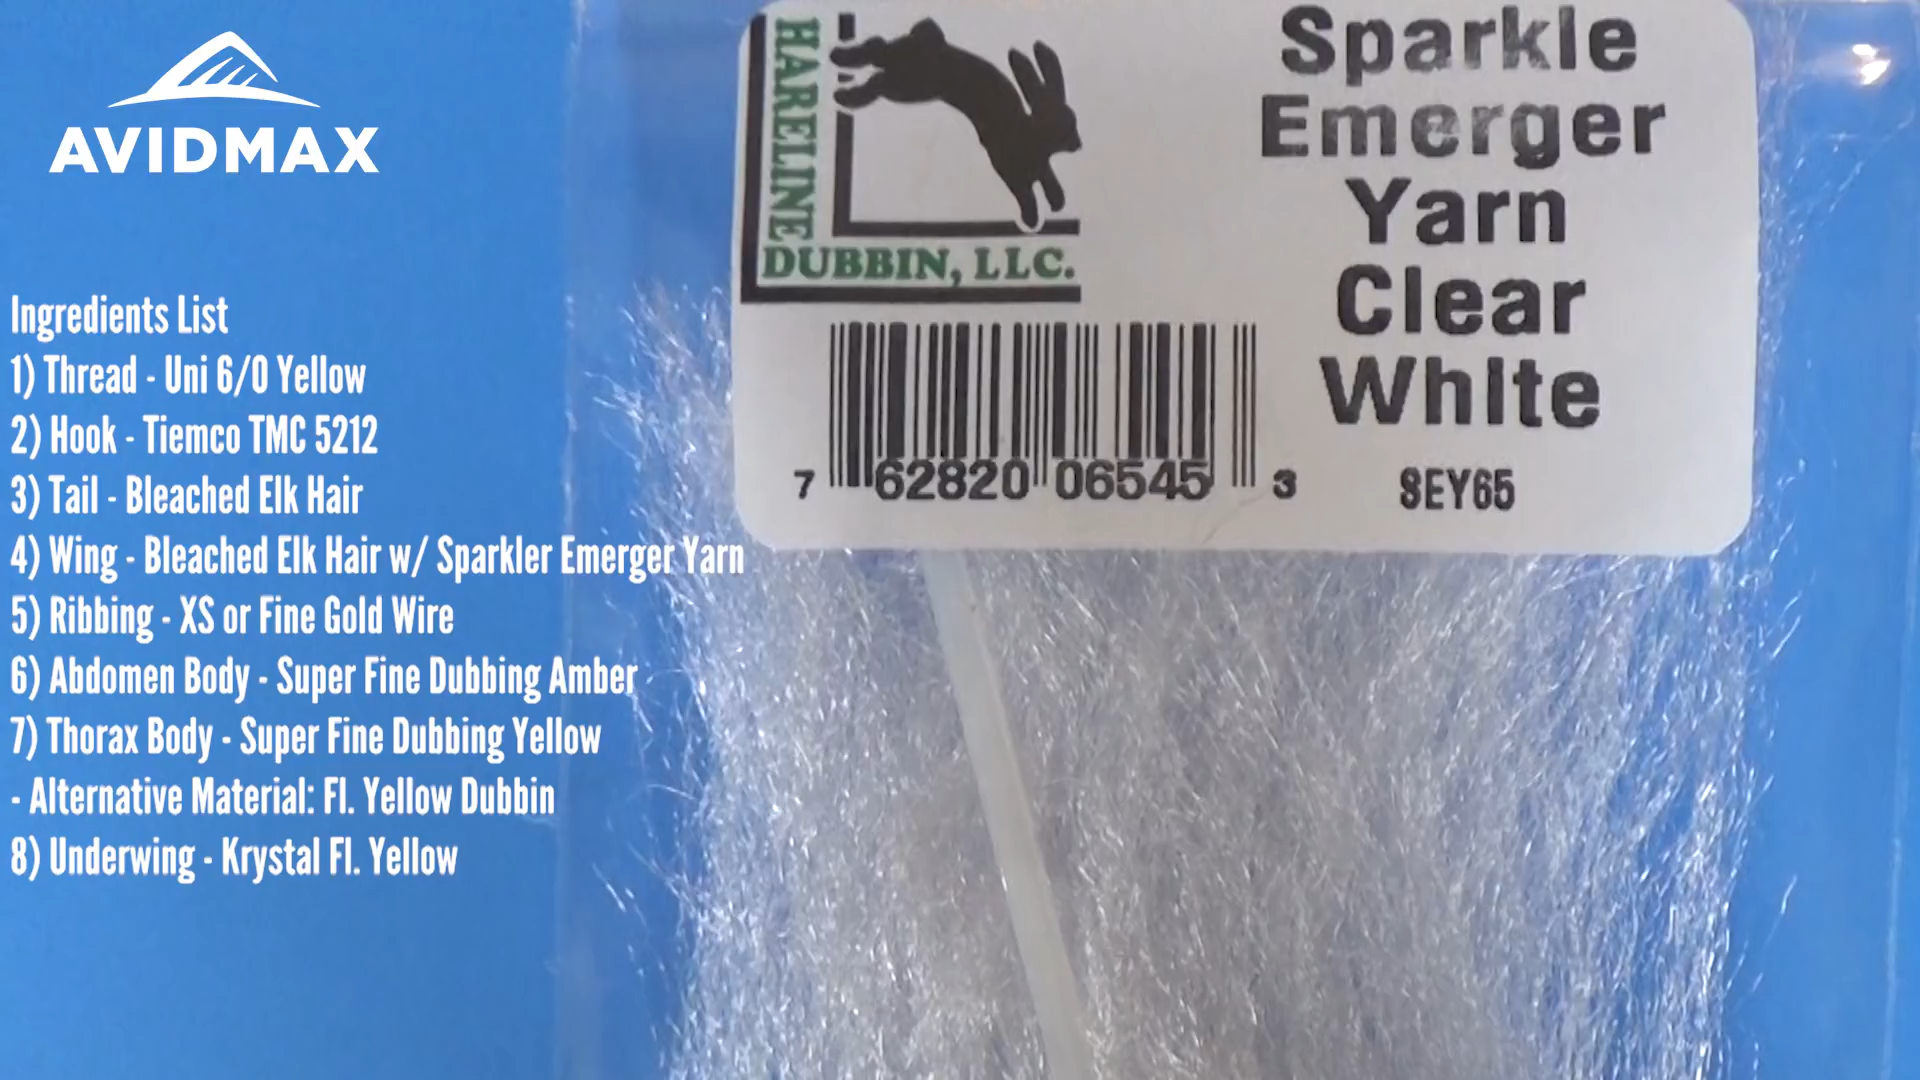 AVIDMAX
Ingredients List
1) Thread - Uni 6/0 Yellow
2) Hook - Tiemco TMC 5212
3) Tail - Bleached Elk Hair
4) Wing - Bleached Elk Hair w/ Sparkler Emerger Yarn
5) Ribbing - XS or Fine Gold Wire
6) Abdomen Body - Super Fine Dubbing Amber
7) Thorax Body - Super Fine Dubbing Yellow
- Alternative Material: Fl. Yellow Dubbin
8) Underwing - Krystal Fl. Yellow
HARELINE
DUBBIN, LLC.
Sparkle
Emerger
Yarn
Clear
White
7 62820 06545 3
SEY65